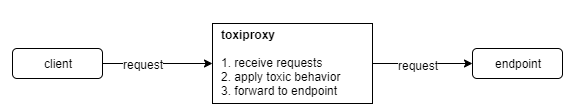 toxiproxy
client
request
1. receive requests
2. apply toxic behavior
3. forward to endpoint
request
endpoint